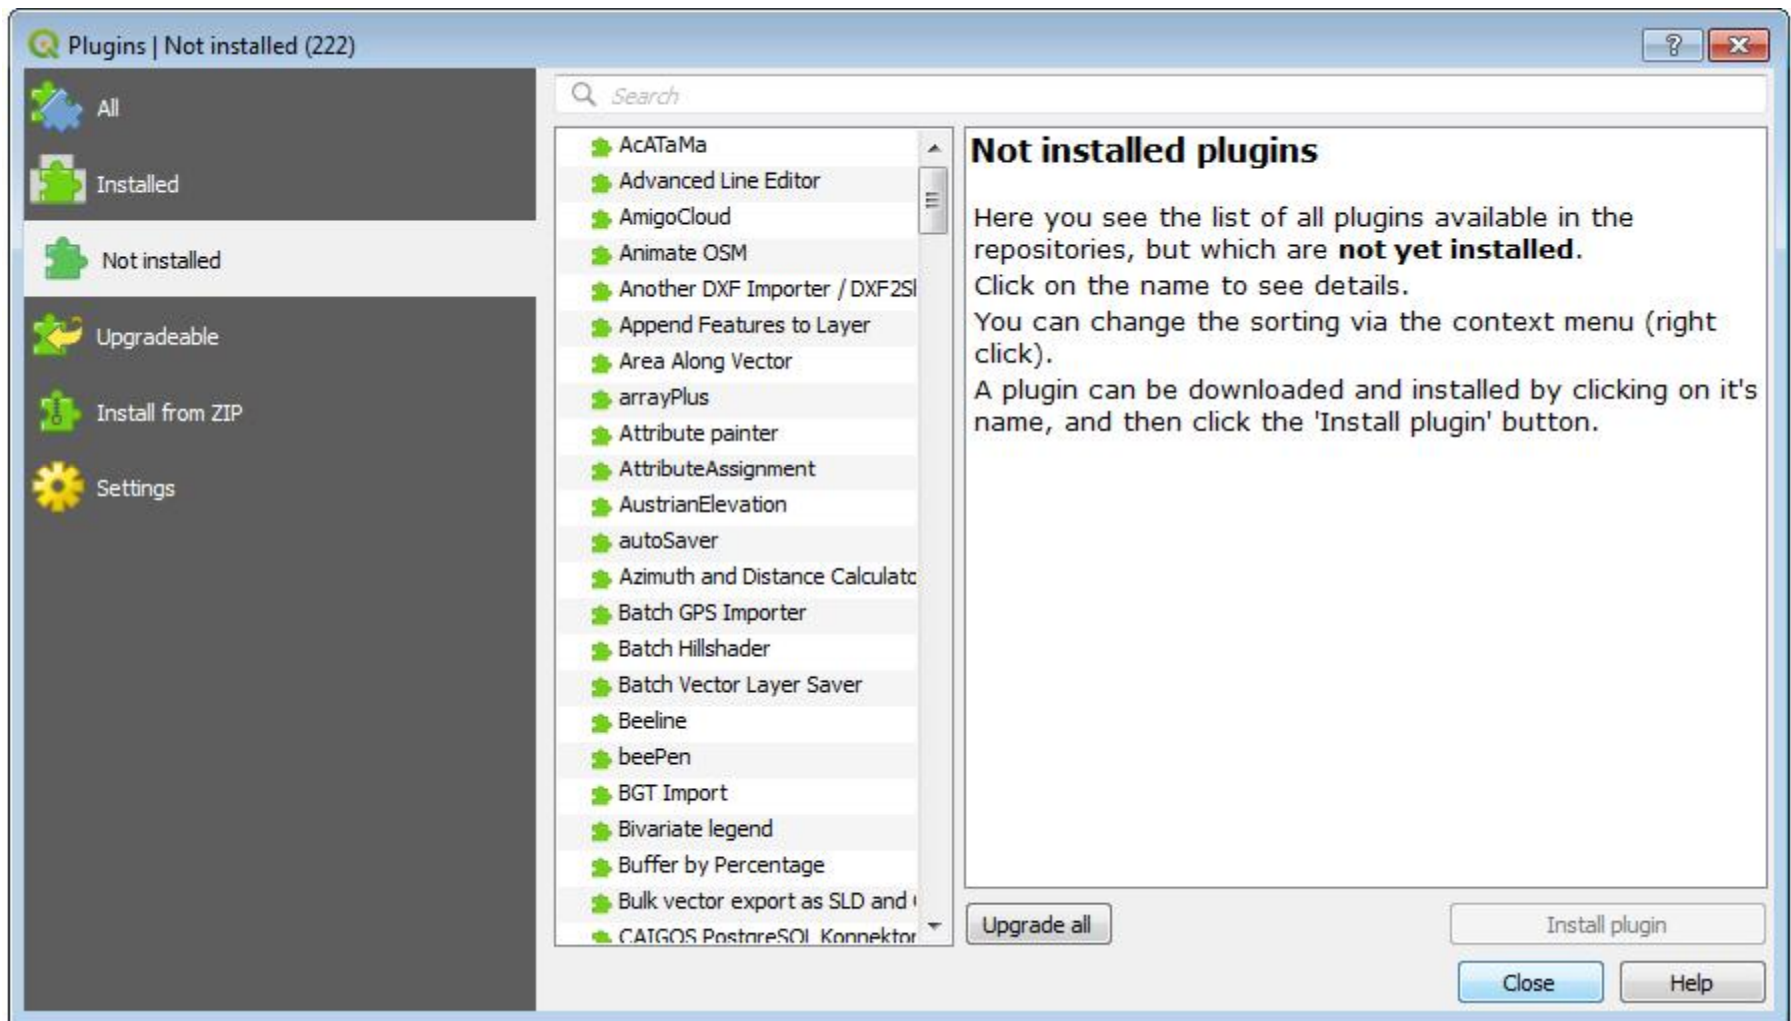 Plugins | Not installed (222)
All
Installed
Not installed
Upgradeable
Install from ZIP
Settings
Search
AcATaMa
Advanced Line Editor
AmigoCloud
Animate OSM
Another DXF Importer / DXF2Sl
Append Features to Layer
Area Along Vector
arrayPlus
Attribute painter
AttributeAssignment
AustrianElevation
autoSaver
Azimuth and Distance Calculato
Batch GPS Importer
Batch Hillshader
Batch Vector Layer Saver
Beeline
beePen
BGT Import
Bivariate legend
Buffer by Percentage
Bulk vector export as SLD and
CAIGOS PostgreSQL Konnektor
Not installed plugins
Here you see the list of all plugins available in the
repositories, but which are not yet installed.
Click on the name to see details.
You can change the sorting via the context menu (right
click).
A plugin can be downloaded and installed by clicking on it's
name, and then click the 'Install plugin' button.
Upgrade all
Install plugin
Close
Help